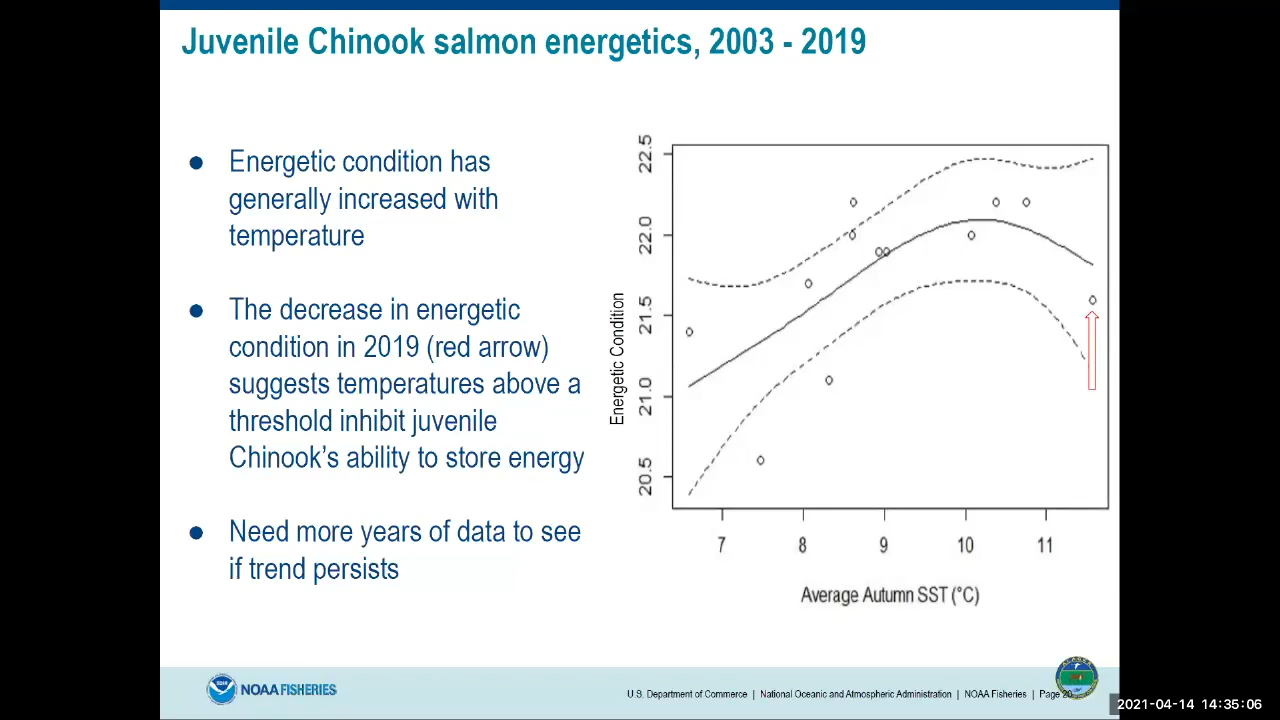 Juvenile Chinook salmon energetics, 2003 - 2019
● Energetic condition has
generally increased with
temperature
● The decrease in energetic
condition in 2019 (red arrow)
suggests temperatures above a
threshold inhibit juvenile
Chinook's ability to store energy
● Need more years of data to see
if trend persists
Energetic Condition
22.5
22.0
21.5
21.0
20.5
7 8 9 10 11
Average Autumn SST (°C)
NOAA FISHERIES
U.S. Department of Commerce | National Oceanic and Atmospheric Administration | NOAA Fisheries | Page 20
2021-04-14 14:35:06